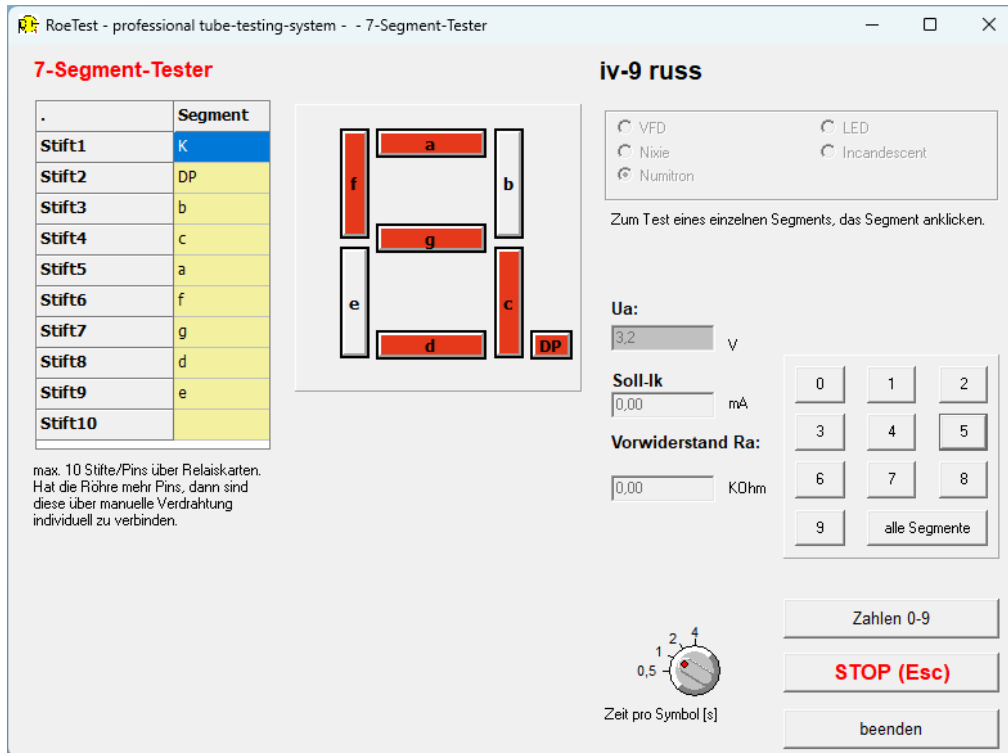 RoeTest - professional tube-testing-system - - 7-Segment-Tester
7-Segment-Tester
iv-9 russ
. Segment
Stift1 K
Stift2 DP
Stift3 b
Stift4 c
Stift5 a
Stift6 f
Stift7 g
Stift8 d
Stift9 e
Stift10
max. 10 Stifte/Pins über Relaiskarten.
Hat die Röhre mehr Pins, dann sind
diese über manuelle Verdrahtung
individuell zu verbinden.
a
f b
g
e c
d DP
VFD LED
Nixie Incandescent
Numitron
Zum Test eines einzelnen Segments, das Segment anklicken.
Ua:
3,2 V
Soll-Ik
0,00 mA
Vorwiderstand Ra:
0,00 KOhm
0 1 2
3 4 5
6 7 8
9 alle Segmente
0,5 1 2 4
Zeit pro Symbol [s]
Zahlen 0-9
STOP (Esc)
beenden